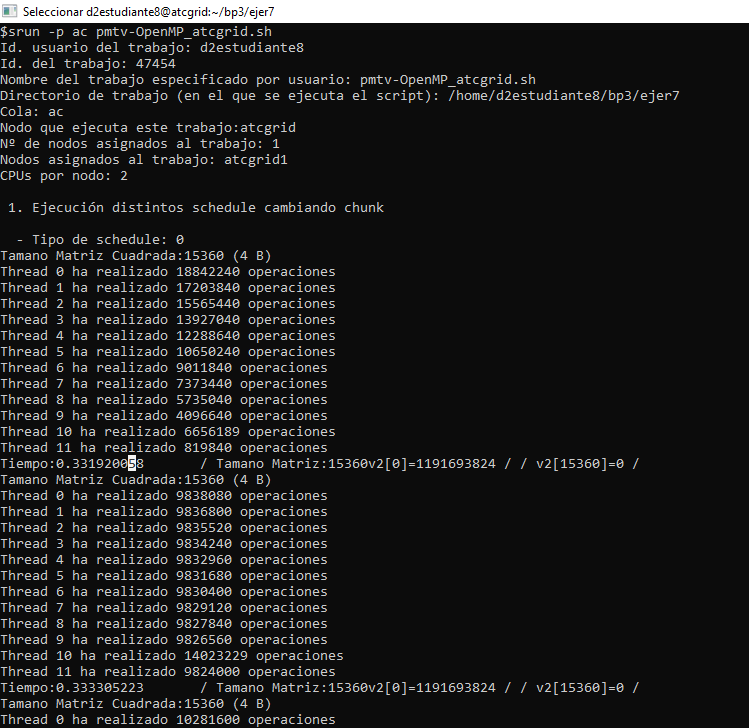 Seleccionar d2estudiante8@atcgrid:~/bp3/ejer7
$srun -p ac pmtv-OpenMP_atcgrid.sh
Id. usuario del trabajo: d2estudiante8
Id. del trabajo: 47454
Nombre del trabajo especificado por usuario: pmtv-OpenMP_atcgrid.sh
Directorio de trabajo (en el que se ejecuta el script): /home/d2estudiante8/bp3/ejer7
Cola: ac
Nodo que ejecuta este trabajo:atcgrid
Nº de nodos asignados al trabajo: 1
Nodos asignados al trabajo: atcgrid1
CPUs por nodo: 2
1. Ejecución distintos schedule cambiando chunk
- Tipo de schedule: 0
Tamano Matriz Cuadrada:15360 (4 B)
Thread 0 ha realizado 18842240 operaciones
Thread 1 ha realizado 17203840 operaciones
Thread 2 ha realizado 15565440 operaciones
Thread 3 ha realizado 13927040 operaciones
Thread 4 ha realizado 12288640 operaciones
Thread 5 ha realizado 10650240 operaciones
Thread 6 ha realizado 9011840 operaciones
Thread 7 ha realizado 7373440 operaciones
Thread 8 ha realizado 5735040 operaciones
Thread 9 ha realizado 4096640 operaciones
Thread 10 ha realizado 6656189 operaciones
Thread 11 ha realizado 819840 operaciones
Tiempo:0.331920058 / Tamano Matriz:15360v2[0]=1191693824 / / v2[15360]=0 /
Tamano Matriz Cuadrada:15360 (4 B)
Thread 0 ha realizado 9838080 operaciones
Thread 1 ha realizado 9836800 operaciones
Thread 2 ha realizado 9835520 operaciones
Thread 3 ha realizado 9834240 operaciones
Thread 4 ha realizado 9832960 operaciones
Thread 5 ha realizado 9831680 operaciones
Thread 6 ha realizado 9830400 operaciones
Thread 7 ha realizado 9829120 operaciones
Thread 8 ha realizado 9827840 operaciones
Thread 9 ha realizado 9826560 operaciones
Thread 10 ha realizado 14023229 operaciones
Thread 11 ha realizado 9824000 operaciones
Tiempo:0.333305223 / Tamano Matriz:15360v2[0]=1191693824 / / v2[15360]=0 /
Tamano Matriz Cuadrada:15360 (4 B)
Thread 0 ha realizado 10281600 operaciones